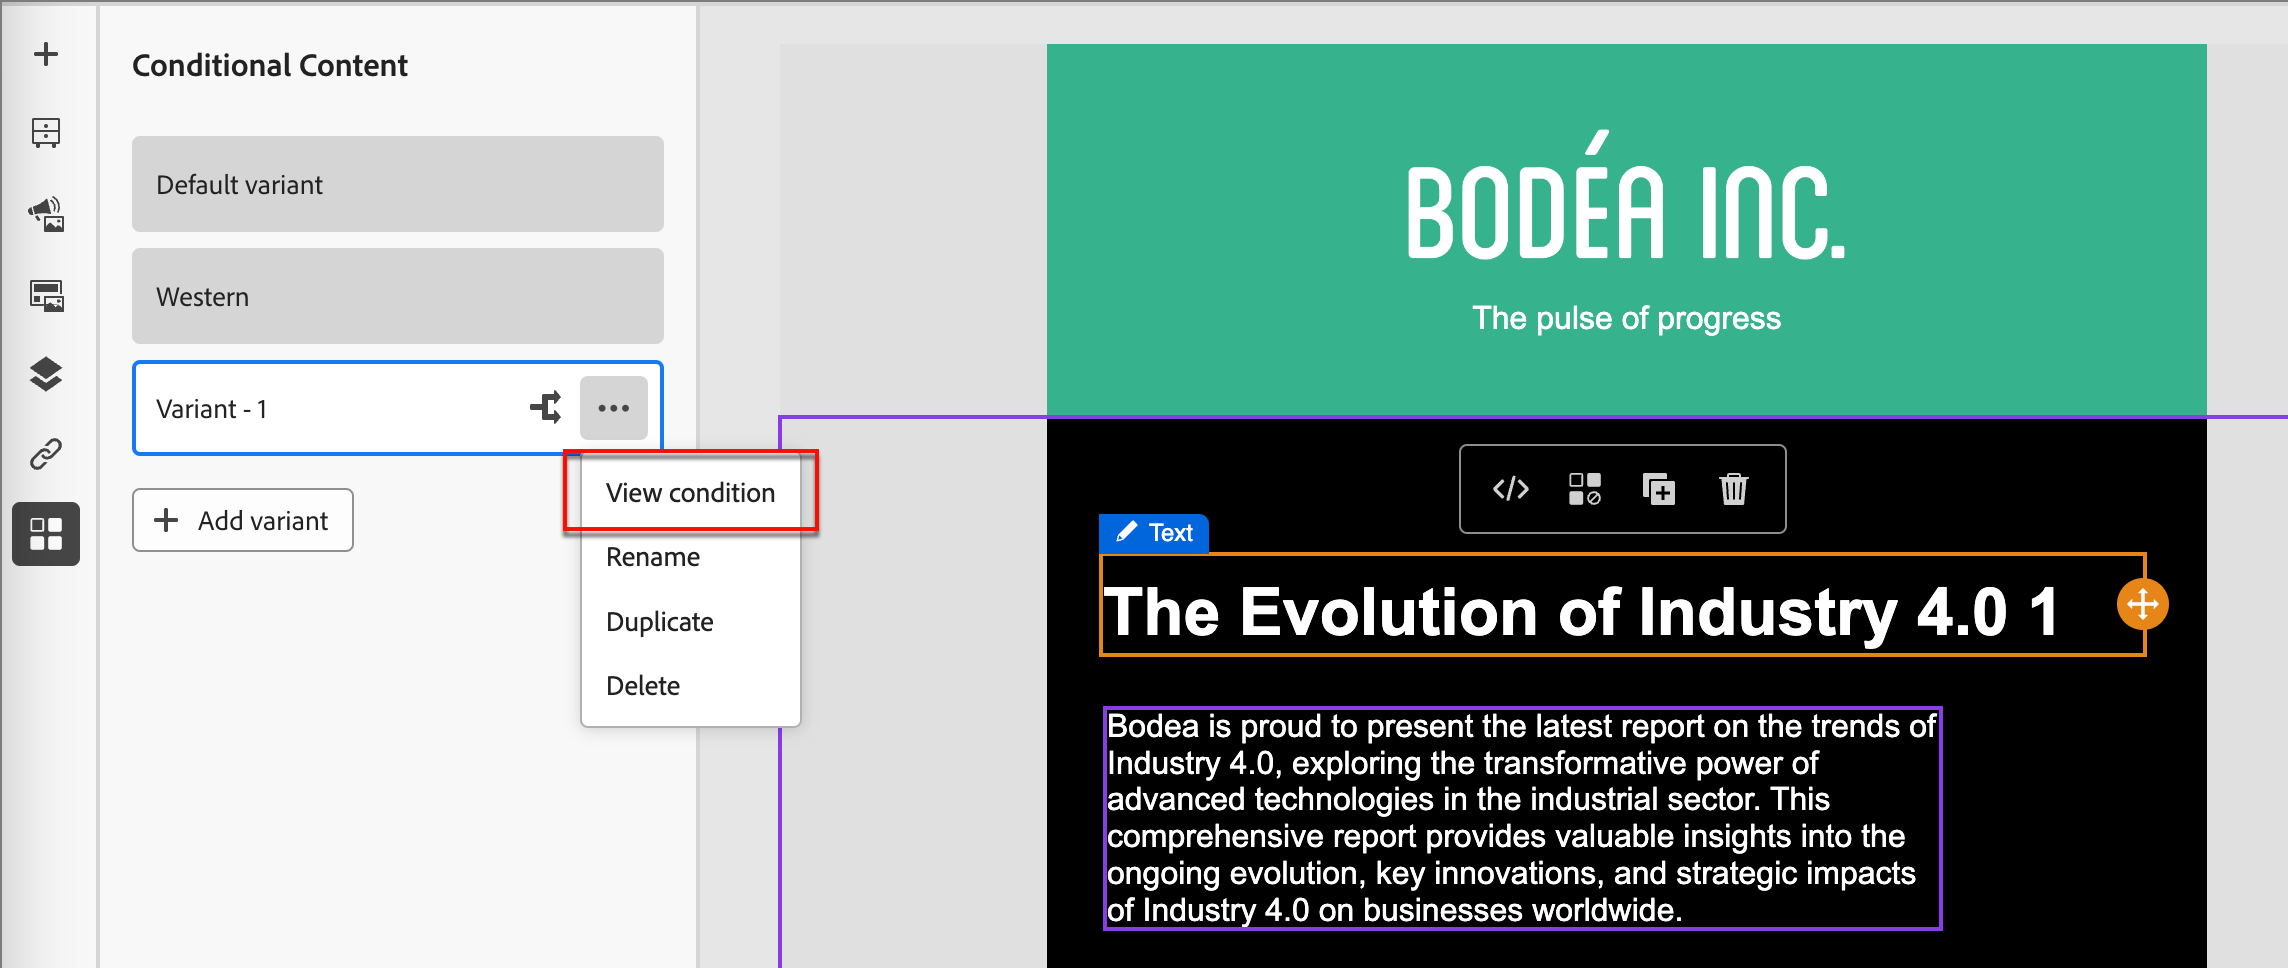 Conditional Content
Default variant
Western
Variant - 1
View condition
Rename
Duplicate
Delete
Add variant
BODÉA INC.
The pulse of progress
Text
The Evolution of Industry 4.0 1
Bodea is proud to present the latest report on the trends of
Industry 4.0, exploring the transformative power of
advanced technologies in the industrial sector. This
comprehensive report provides valuable insights into the
ongoing evolution, key innovations, and strategic impacts
of Industry 4.0 on businesses worldwide.